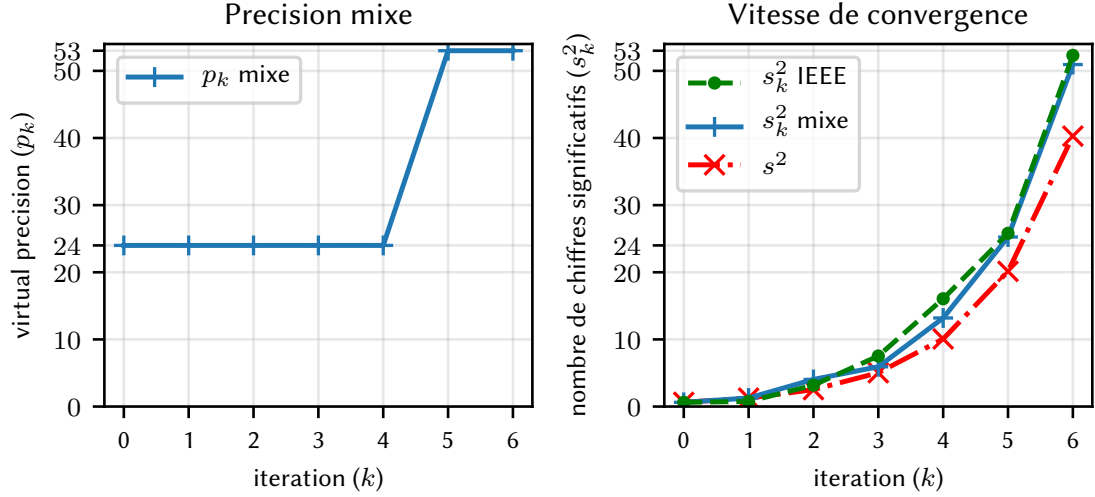 Precision mixe
53
50
40
30
24
20
10
0
virtual precision (p_k)
p_k mixe
0 1 2 3 4 5 6
iteration (k)
Vitesse de convergence
53
50
40
30
24
20
10
0
nombre de chiffres significatifs (s_k^2)
s_k^2 IEEE
s_k^2 mixe
s^2
0 1 2 3 4 5 6
iteration (k)